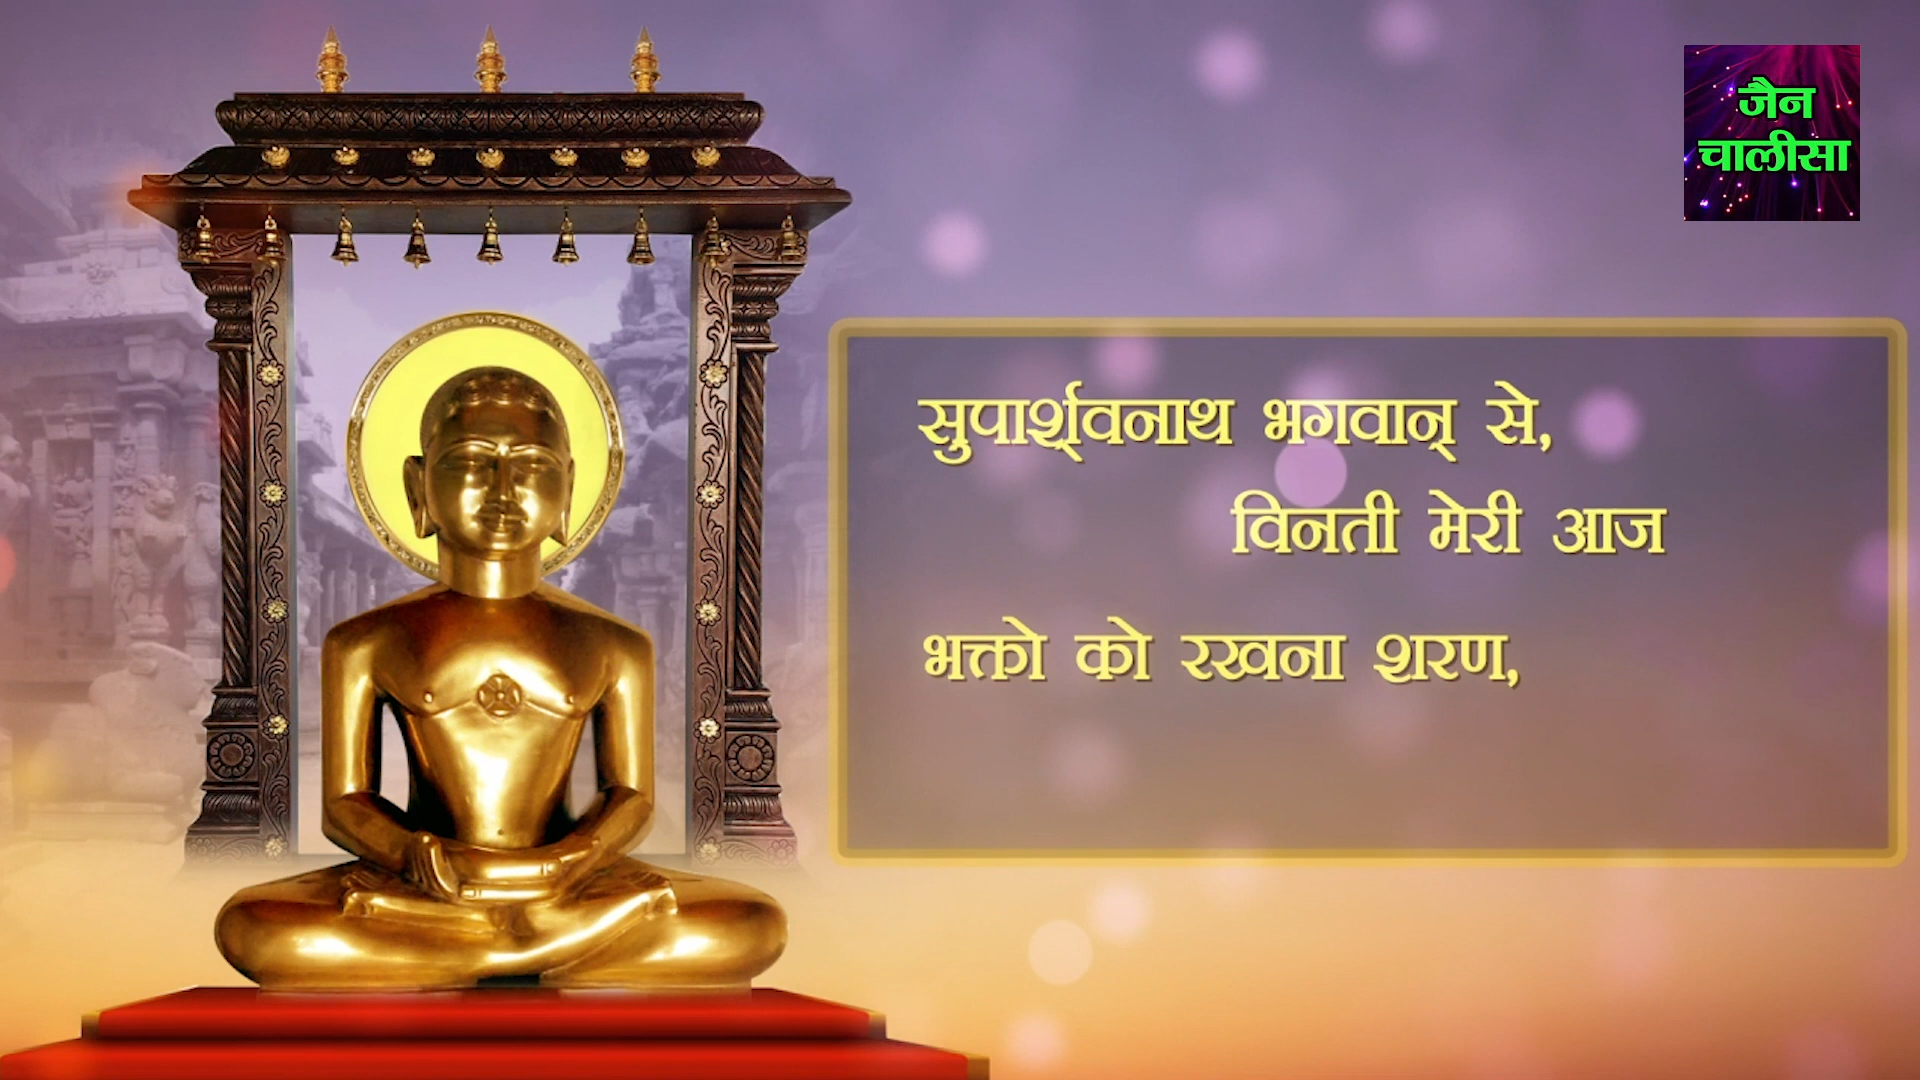 जैन
चालीसा
सुपार्श्र्वनाथ भगवान् से,
विनती मेरी आज
भक्तो को रखना शरण,